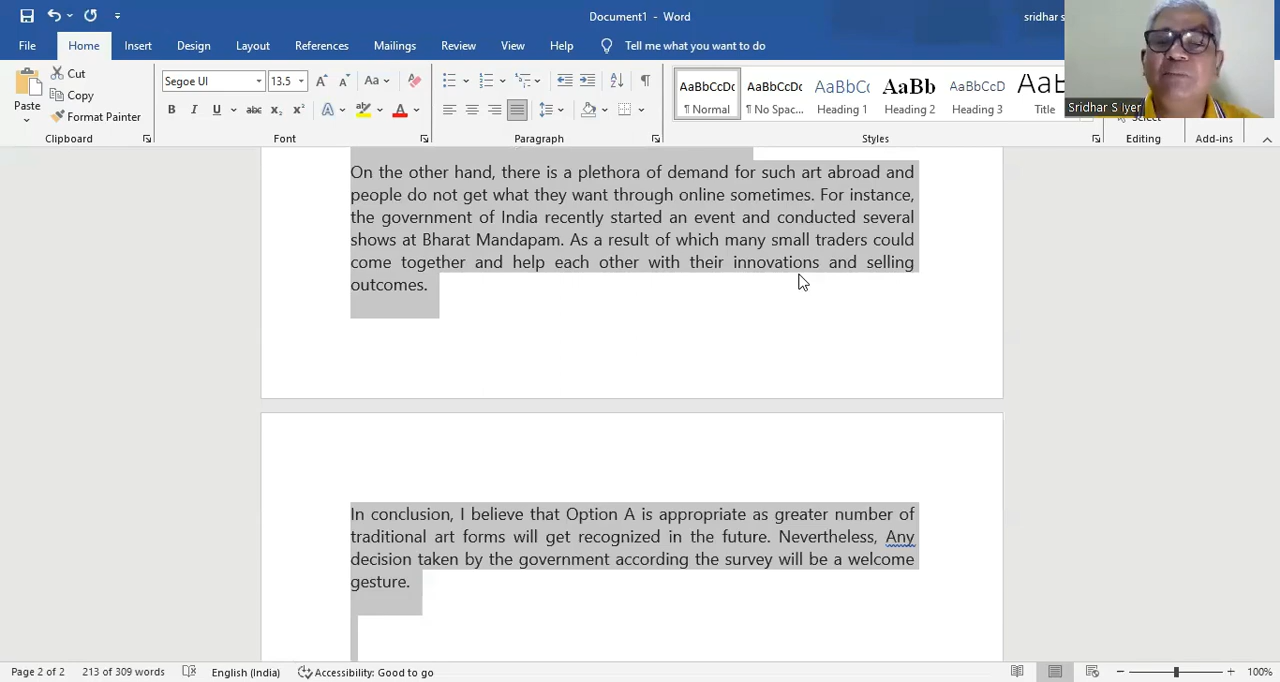 Document1 - Word
sridhar s
File Home Insert Design Layout References Mailings Review View Help Tell me what you want to do
Paste
Cut
Copy
Format Painter
Clipboard
Segoe UI 13.5
Font
Paragraph
AaBbCcDc AaBbCcDc AaBbCc AaBb AaBbCcD
¶ Normal ¶ No Spac... Heading 1 Heading 2 Heading 3 Title
Styles
Select
Editing
Add-ins
Sridhar S Iyer
On the other hand, there is a plethora of demand for such art abroad and
people do not get what they want through online sometimes. For instance,
the government of India recently started an event and conducted several
shows at Bharat Mandapam. As a result of which many small traders could
come together and help each other with their innovations and selling
outcomes.
In conclusion, I believe that Option A is appropriate as greater number of
traditional art forms will get recognized in the future. Nevertheless, Any
decision taken by the government according the survey will be a welcome
gesture.
Page 2 of 2 213 of 309 words English (India) Accessibility: Good to go 100%